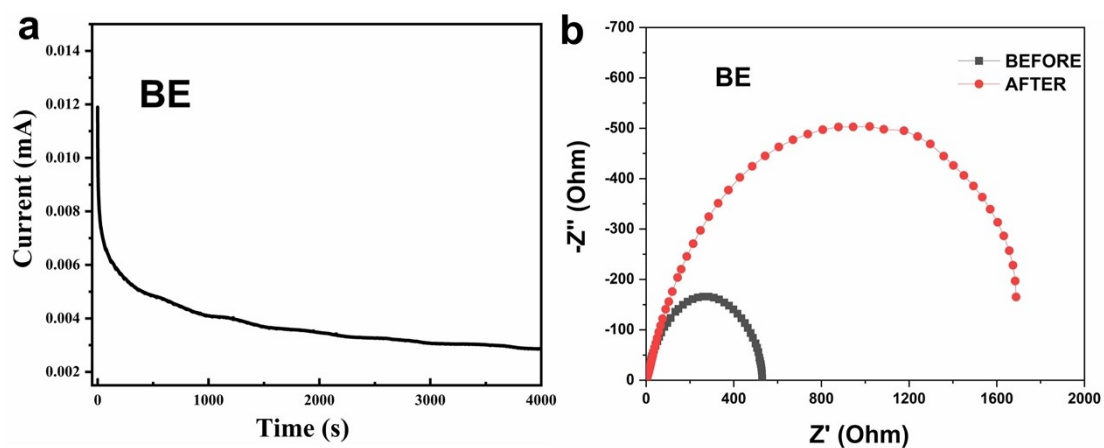 a
BE
Current (mA)
0.014
0.012
0.010
0.008
0.006
0.004
0.002
0
1000
2000
3000
4000
Time (s)
b
BE
BEFORE
AFTER
-Z'' (Ohm)
-700
-600
-500
-400
-300
-200
-100
0
0
400
800
1200
1600
2000
Z' (Ohm)